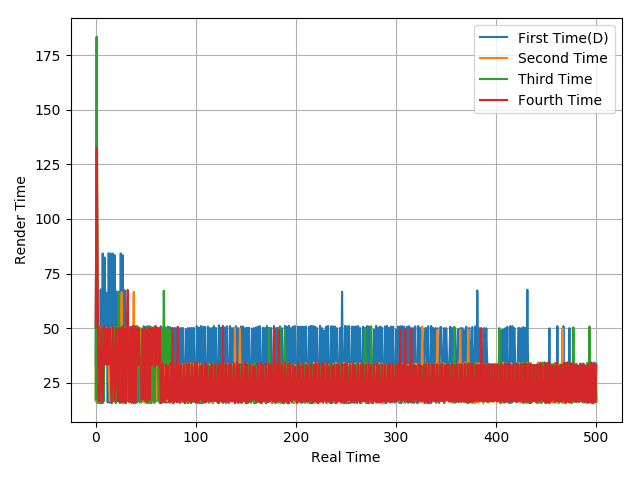 First Time(D)
Second Time
Third Time
Fourth Time
175
150
125
100
75
50
25
Render Time
0 100 200 300 400 500
Real Time